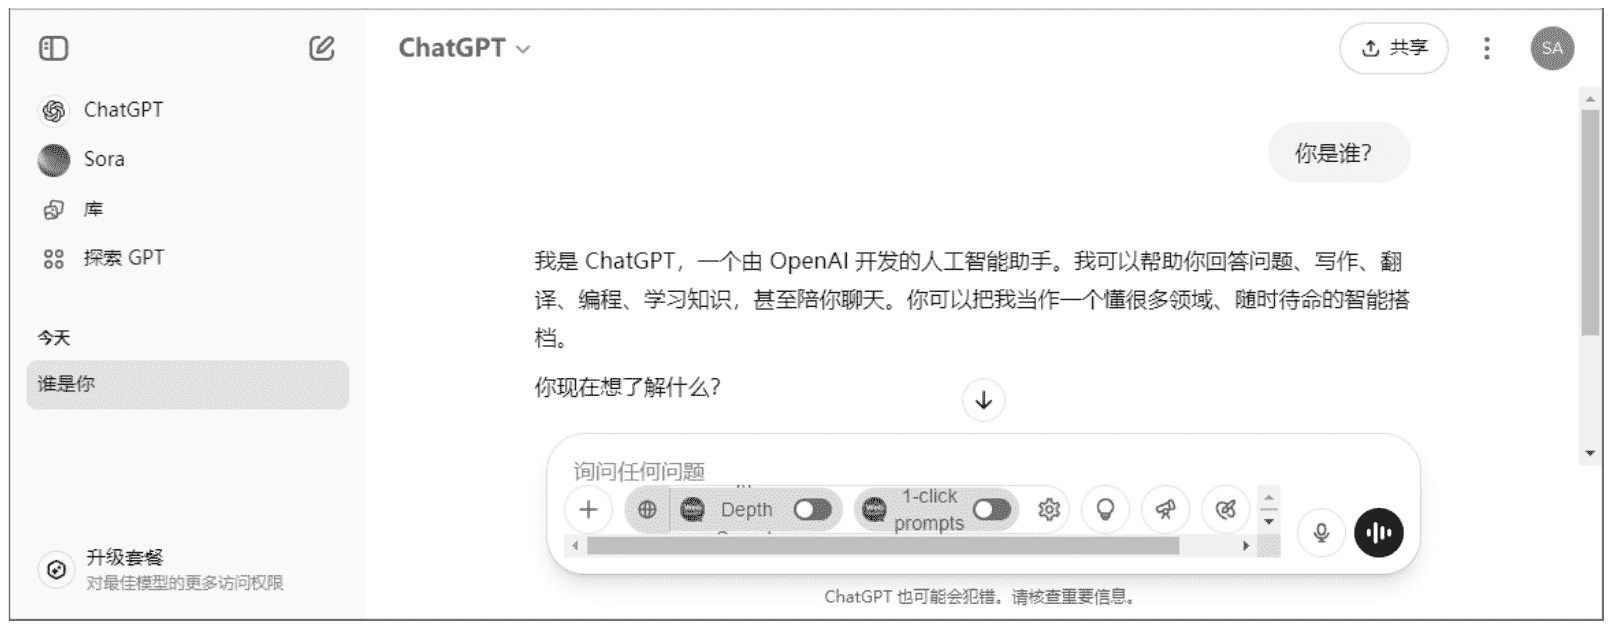 ChatGPT
Sora
库
探索 GPT
今天
谁是你
升级套餐
对最佳模型的更多访问权限
ChatGPT
共享
SA
你是谁？
我是 ChatGPT，一个由 OpenAI 开发的人工智能助手。我可以帮助你回答问题、写作、翻
译、编程、学习知识，甚至陪你聊天。你可以把我当作一个懂很多领域、随时待命的智能搭
档。
你现在想了解什么？
询问任何问题
Depth
1-click
prompts
ChatGPT 也可能会犯错。请核查重要信息。